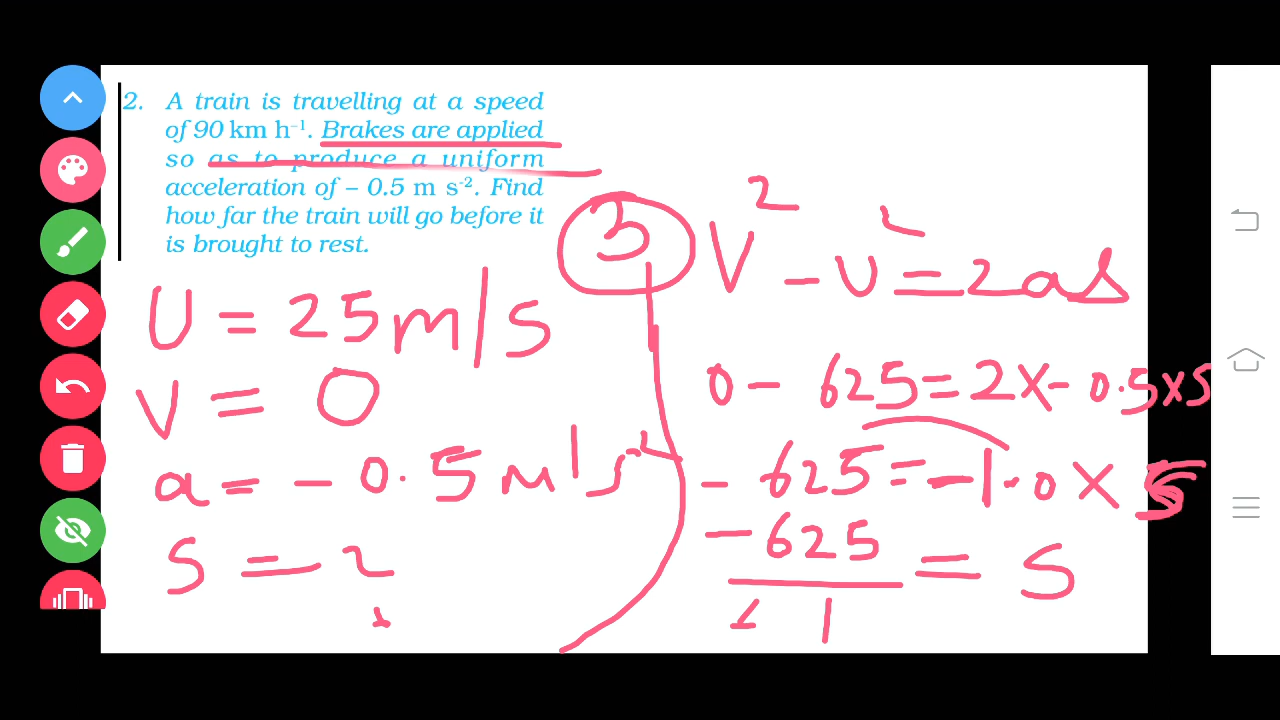 2. A train is travelling at a speed
of 90 km h⁻¹. Brakes are applied
so as to produce a uniform
acceleration of – 0.5 m s⁻². Find
how far the train will go before it
is brought to rest.
U = 25 m/s
V = 0
a = - 0.5 m/s²
S = ?
3
V² - U² = 2as
0 - 625 = 2 x - 0.5 x S
- 625 = - 1.0 x S
- 625
- 1
= S